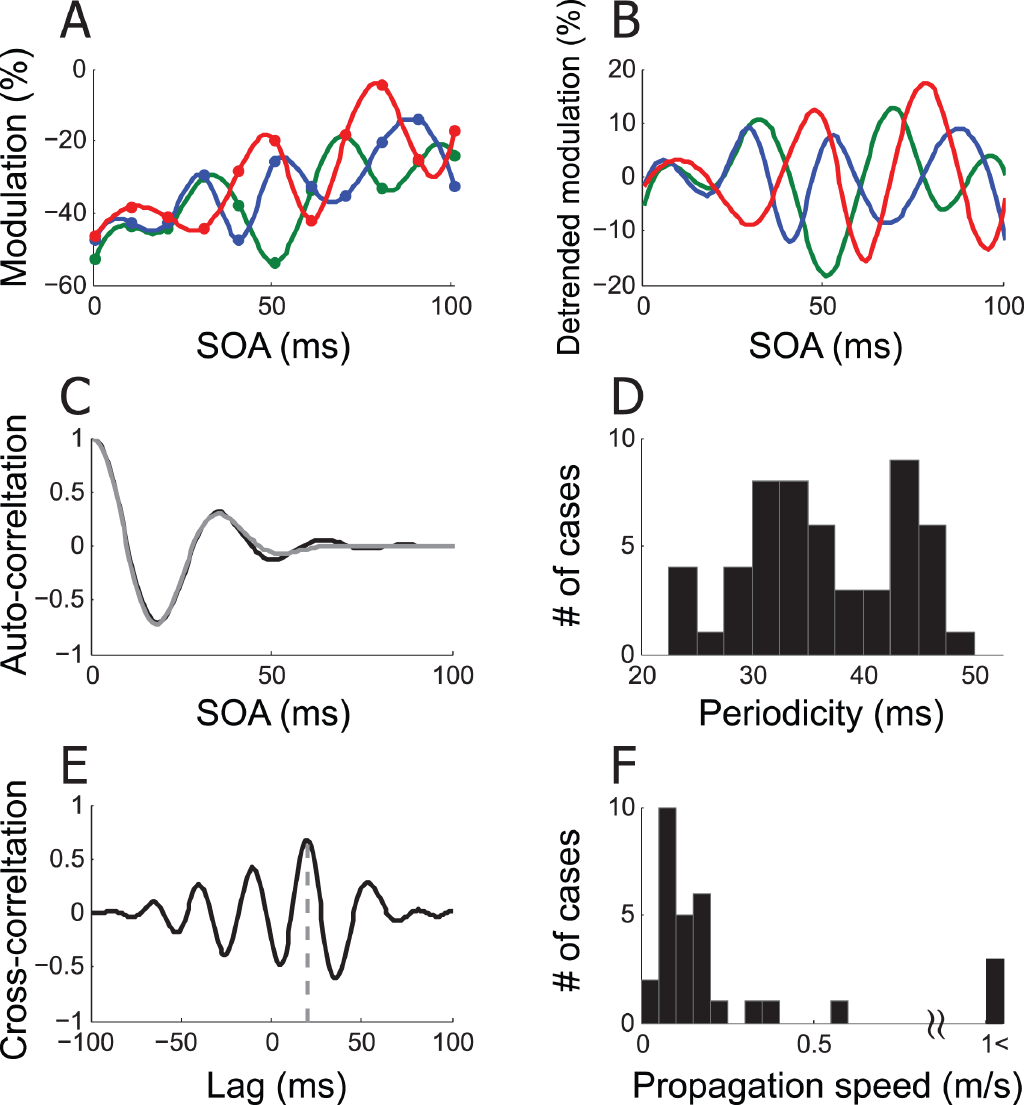 A
Modulation (%)
0
−20
−40
−60
0
50
100
SOA (ms)
B
Detrended modulation (%)
20
10
0
−10
−20
0
50
100
SOA (ms)
C
Auto-correltation
1
0.5
0
−0.5
−1
0
50
100
SOA (ms)
D
# of cases
10
5
0
20
30
40
50
Periodicity (ms)
E
Cross-correltation
1
0.5
0
−0.5
−1
−100
−50
0
50
100
Lag (ms)
F
# of cases
10
5
0
0
0.5
1<
Propagation speed (m/s)